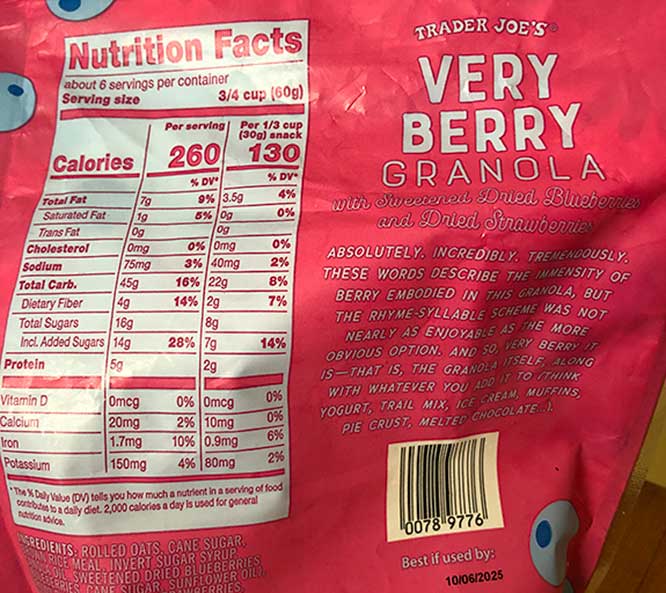 Nutrition Facts
about 6 servings per container
Serving size 3/4 cup (60g)
Per serving Per 1/3 cup
(30g) snack
Calories 260 130
% DV* % DV*
Total Fat 7g 9% 3.5g 4%
Saturated Fat 1g 5% 0g 0%
Trans Fat 0g 0g
Cholesterol 0mg 0% 0mg 0%
Sodium 75mg 3% 40mg 2%
Total Carb. 45g 16% 22g 8%
Dietary Fiber 4g 14% 2g 7%
Total Sugars 16g 8g
Incl. Added Sugars 14g 28% 7g 14%
Protein 5g 2g
Vitamin D 0mcg 0% 0mcg 0%
Calcium 20mg 2% 10mg 0%
Iron 1.7mg 10% 0.9mg 6%
Potassium 150mg 4% 80mg 2%
* The % Daily Value (DV) tells you how much a nutrient in a serving of food
contributes to a daily diet. 2,000 calories a day is used for general
nutrition advice.
INGREDIENTS: ROLLED OATS, CANE SUGAR,
RICE MEAL, INVERT SUGAR SYRUP,
OIL, SWEETENED DRIED BLUEBERRIES
CANE SUGAR, SUNFLOWER OIL),
TRADER JOE'S®
VERY
BERRY
GRANOLA
with Sweetened Dried Blueberries
and Dried Strawberries
ABSOLUTELY. INCREDIBLY. TREMENDOUSLY.
THESE WORDS DESCRIBE THE IMMENSITY OF
BERRY EMBODIED IN THIS GRANOLA, BUT
THE RHYME-SYLLABLE SCHEME WAS NOT
NEARLY AS ENJOYABLE AS THE MORE
OBVIOUS OPTION. AND SO, VERY BERRY IT
IS—THAT IS, THE GRANOLA ITSELF, ALONG
WITH WHATEVER YOU ADD IT TO (THINK
YOGURT, TRAIL MIX, ICE CREAM, MUFFINS,
PIE CRUST, MELTED CHOCOLATE...).
0078 9776
Best if used by:
10/06/2025